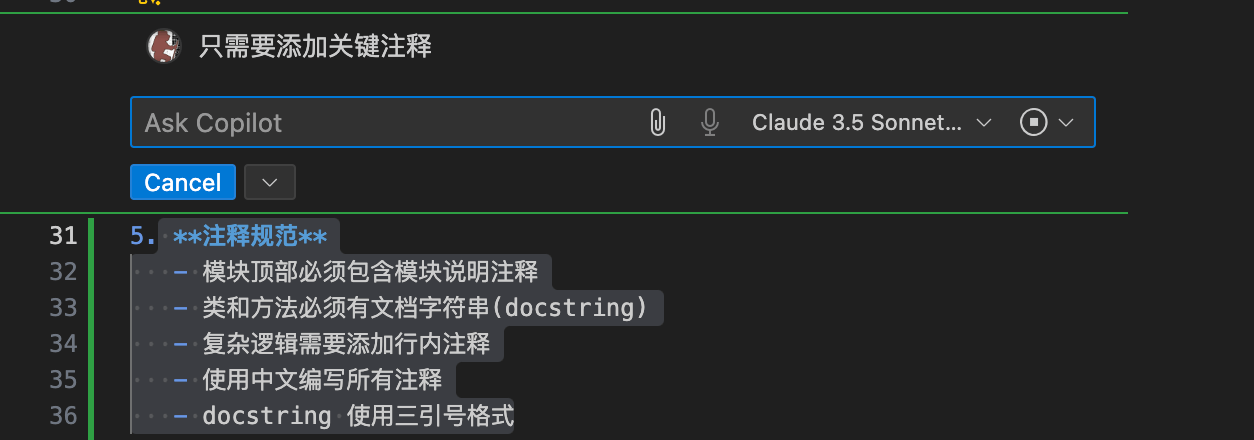 只需要添加关键注释
Ask Copilot
Claude 3.5 Sonnet...
Cancel
31 5. **注释规范**
32 - 模块顶部必须包含模块说明注释
33 - 类和方法必须有文档字符串(docstring)
34 - 复杂逻辑需要添加行内注释
35 - 使用中文编写所有注释
36 - docstring 使用三引号格式